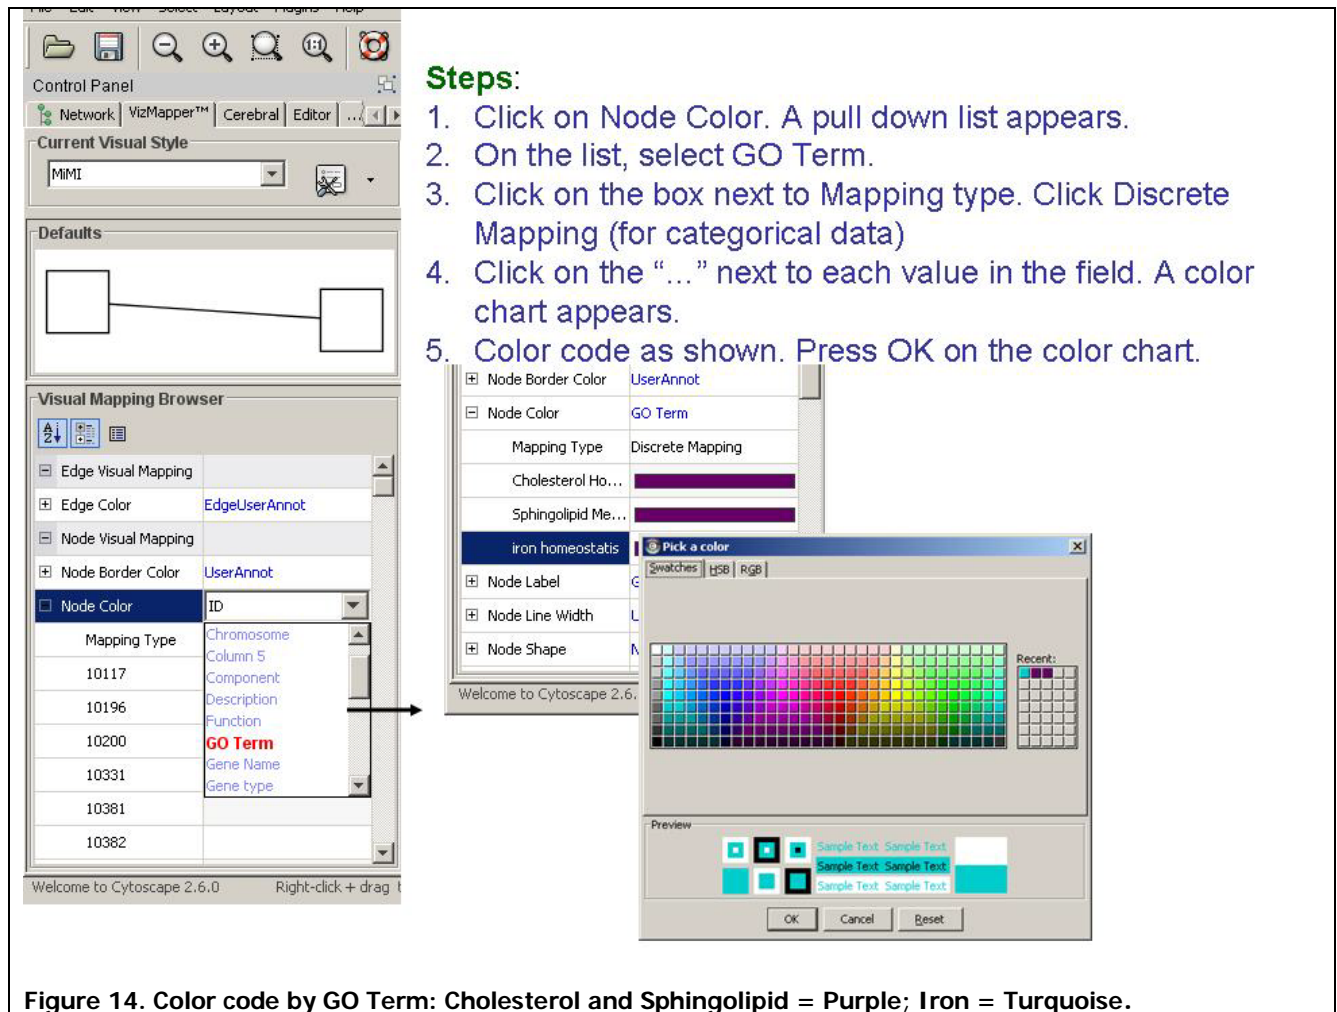 File Edit View Select Layout Plugins Help
Control Panel
Network VizMapper™ Cerebral Editor ...
Current Visual Style
MiMI
Defaults
Visual Mapping Browser
Edge Visual Mapping
Edge Color EdgeUserAnnot
Node Visual Mapping
Node Border Color UserAnnot
Node Color ID
Mapping Type
Chromosome
Column 5
10117
Component
Description
10196
Function
10200
GO Term
Gene Name
10331
Gene type
10381
10382
Welcome to Cytoscape 2.6.0 Right-click + drag
Steps:
1. Click on Node Color. A pull down list appears.
2. On the list, select GO Term.
3. Click on the box next to Mapping type. Click Discrete
Mapping (for categorical data)
4. Click on the “...” next to each value in the field. A color
chart appears.
5. Color code as shown. Press OK on the color chart.
Node Border Color UserAnnot
Node Color GO Term
Mapping Type Discrete Mapping
Cholesterol Ho...
Sphingolipid Me...
iron homeostatis
Node Label
Node Line Width
Node Shape
Welcome to Cytoscape 2.6.
Pick a color
Swatches HSB RGB
Recent:
Preview
Sample Text Sample Text
Sample Text Sample Text
Sample Text Sample Text
OK Cancel Reset
Figure 14. Color code by GO Term: Cholesterol and Sphingolipid = Purple; Iron = Turquoise.